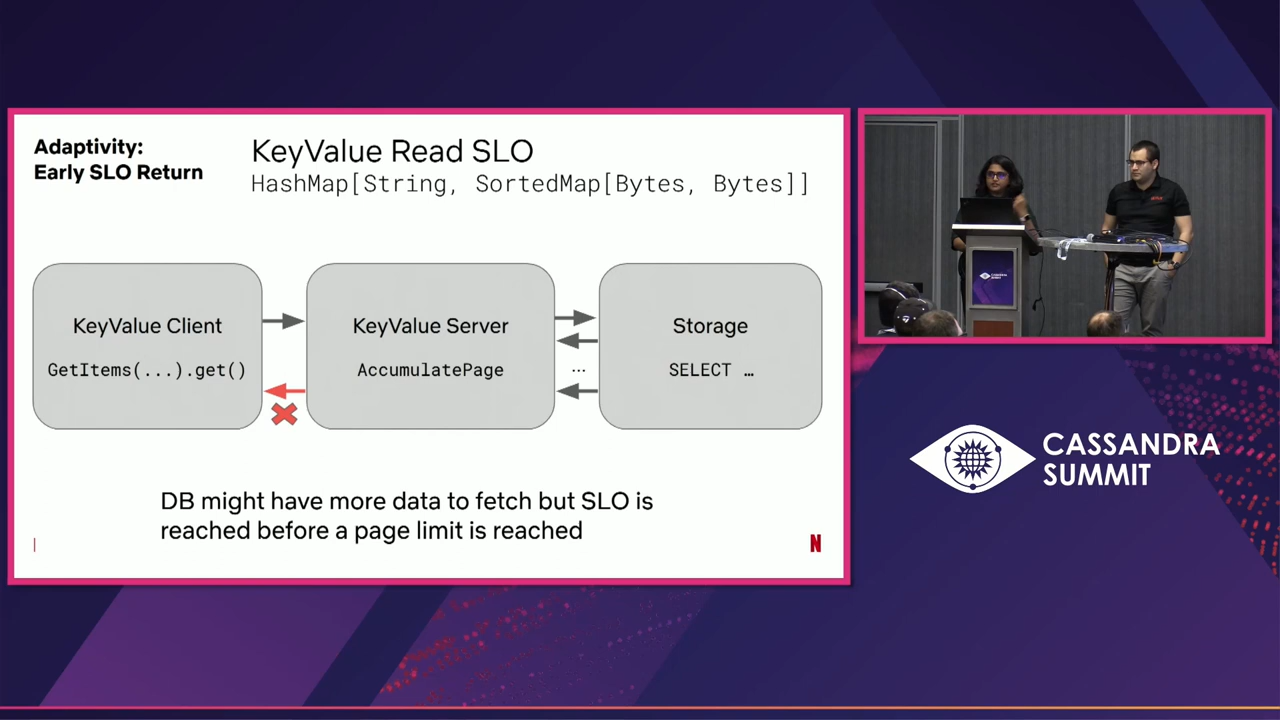 Adaptivity:
Early SLO Return
KeyValue Read SLO
HashMap[String, SortedMap[Bytes, Bytes]]
KeyValue Client
GetItems(...).get()
KeyValue Server
AccumulatePage
...
Storage
SELECT …
DB might have more data to fetch but SLO is
reached before a page limit is reached
N
CASSANDRA
SUMMIT